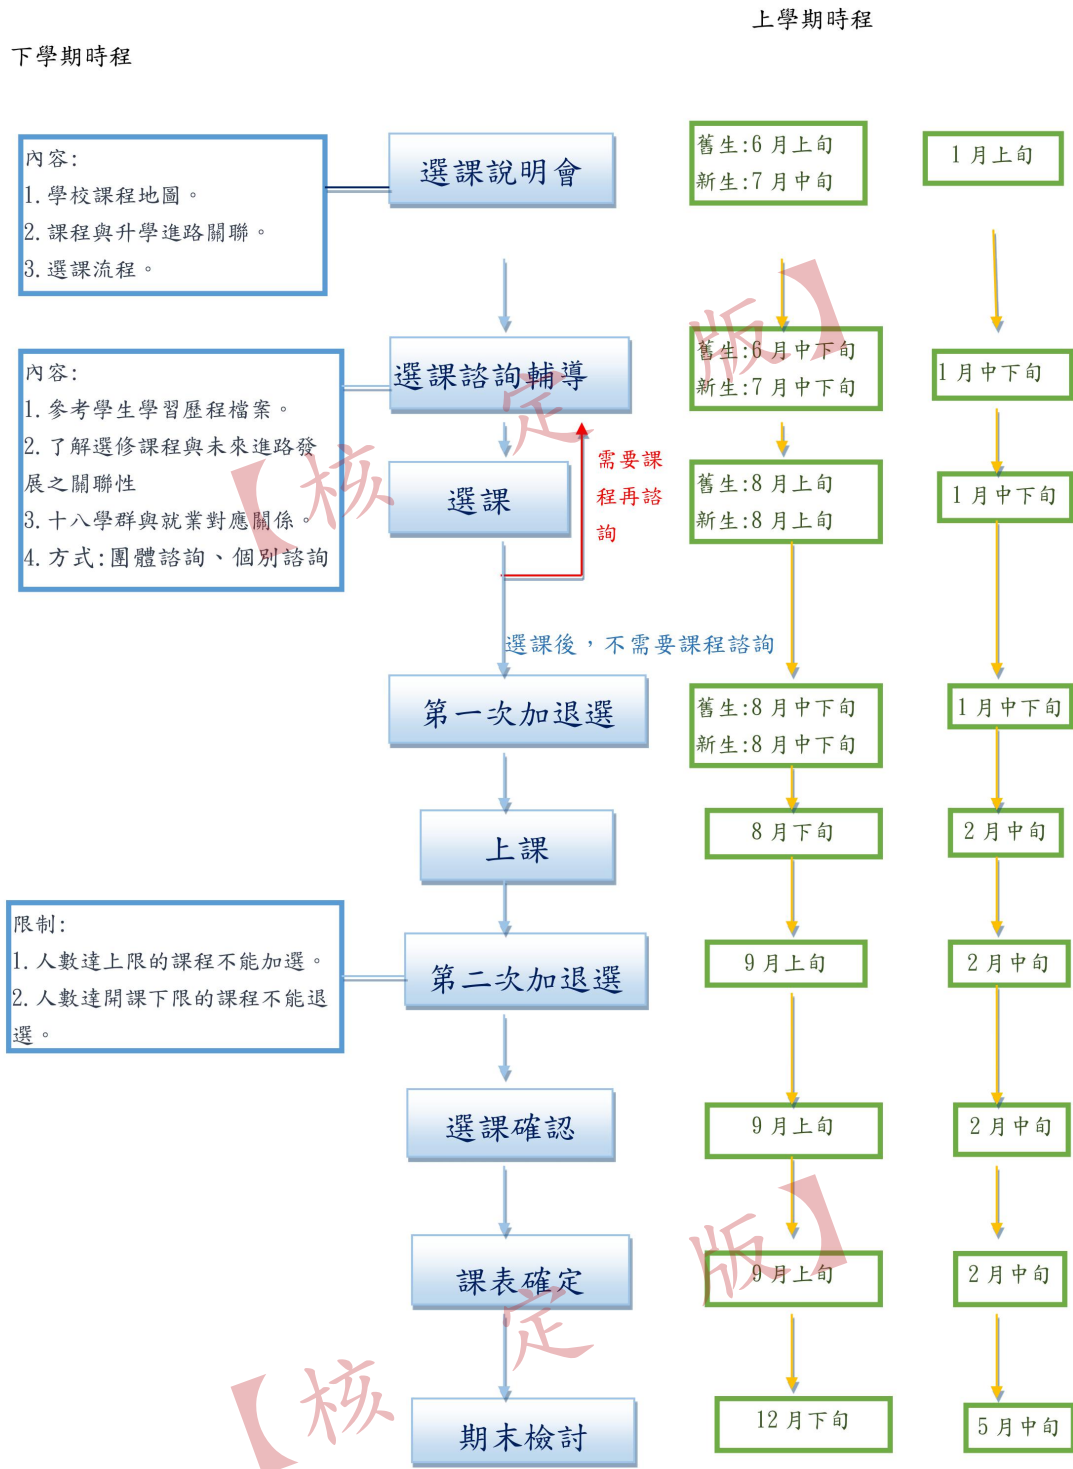 上學期時程
下學期時程
內容:
1.學校課程地圖。
2.課程與升學進路關聯。
3.選課流程。
選課說明會
舊生:6 月上旬
新生:7 月中旬
1 月上旬
內容:
1.參考學生學習歷程檔案。
2.了解選修課程與未來進路發
展之關聯性
3.十八學群與就業對應關係。
4.方式:團體諮詢、個別諮詢
選課諮詢輔導
舊生:6 月中下旬
新生:7 月中下旬
1 月中下旬
選課
需要課
程再諮
詢
舊生:8 月上旬
新生:8 月上旬
1 月中下旬
選課後，不需要課程諮詢
第一次加退選
舊生:8 月中下旬
新生:8 月中下旬
1 月中下旬
上課
8 月下旬
2 月中旬
限制:
1.人數達上限的課程不能加選。
2.人數達開課下限的課程不能退
選。
第二次加退選
9 月上旬
2 月中旬
選課確認
9 月上旬
2 月中旬
課表確定
9 月上旬
2 月中旬
期末檢討
12 月下旬
5 月中旬
【核定版】
【核定版】